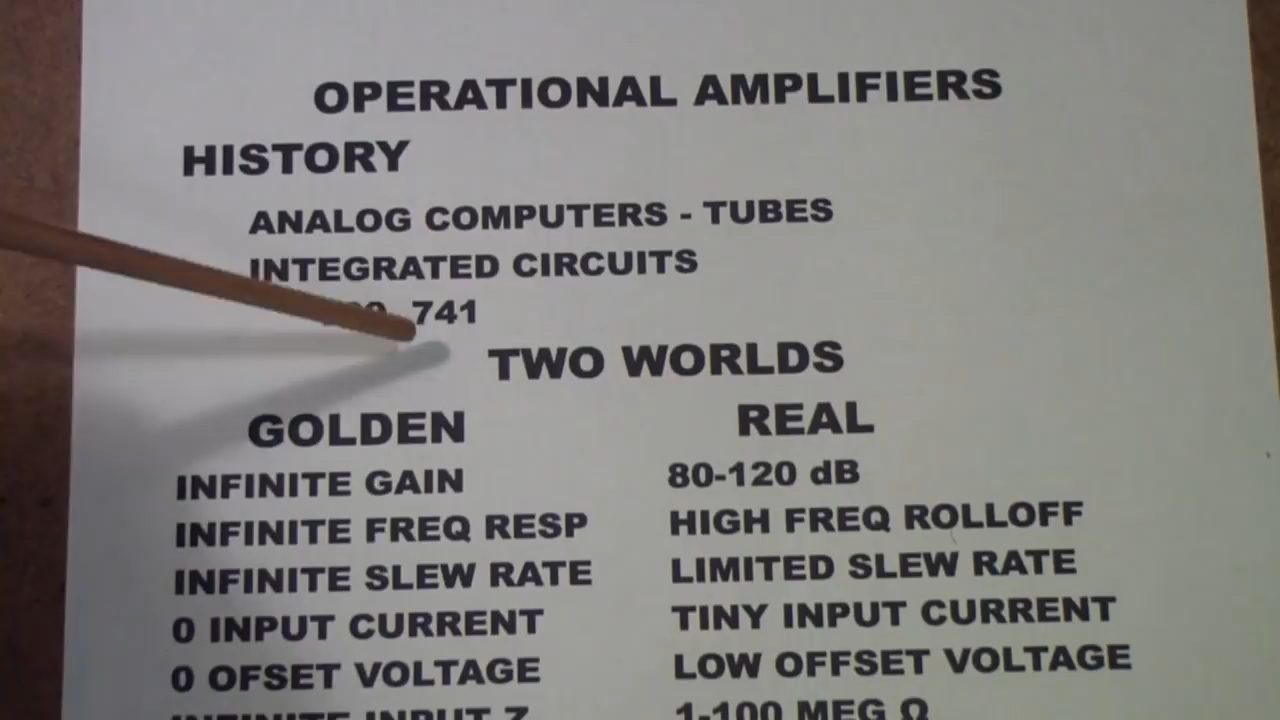 OPERATIONAL AMPLIFIERS
HISTORY
ANALOG COMPUTERS - TUBES
INTEGRATED CIRCUITS
741
TWO WORLDS
GOLDEN REAL
INFINITE GAIN 80-120 dB
INFINITE FREQ RESP HIGH FREQ ROLLOFF
INFINITE SLEW RATE LIMITED SLEW RATE
0 INPUT CURRENT TINY INPUT CURRENT
0 OFSET VOLTAGE LOW OFFSET VOLTAGE
INFINITE INPUT Z 1-100 MEG Ω